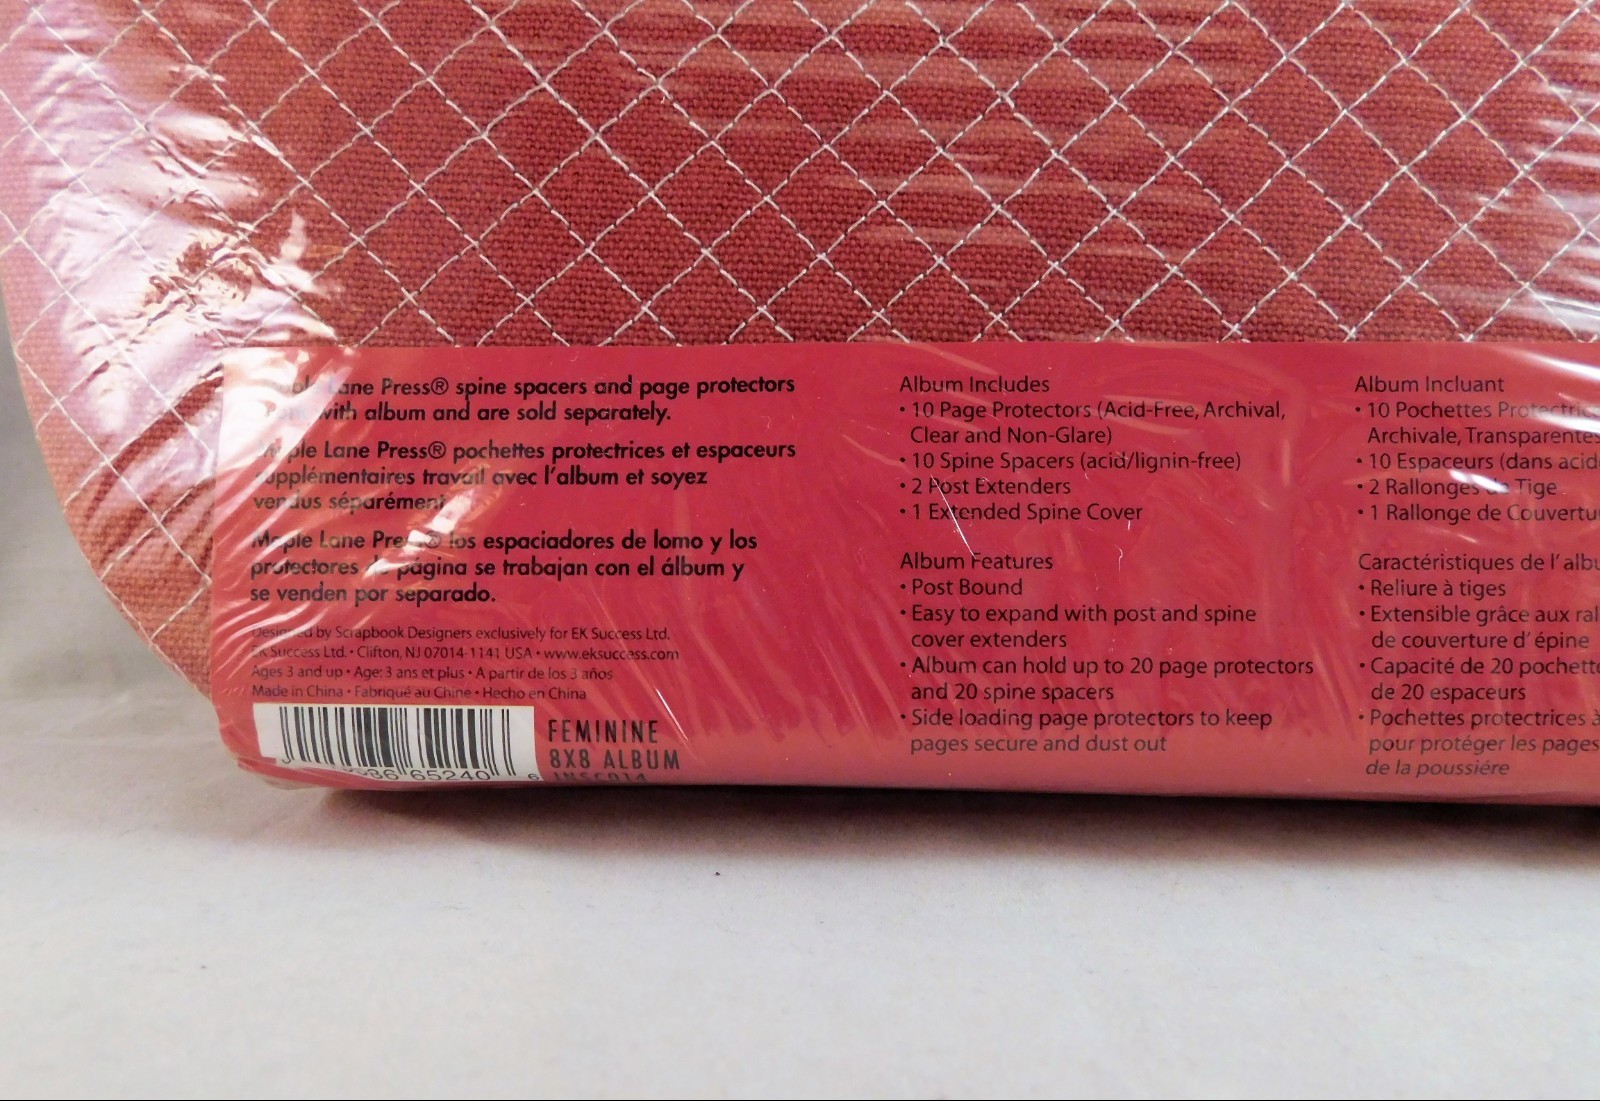 Lane Press® spine spacers and page protectors
with album and are sold separately.
Maple Lane Press® pochettes protectrices et espaceurs
supplémentaires travail avec l'album et soyez
vendus séparément
Maple Lane Press® los espaciadores de lomo y los
protectores de página se trabajan con el álbum y
se venden por separado.
Designed by Scrapbook Designers exclusively for EK Success Ltd.
EK Success Ltd. • Clifton, NJ 07014-1141 USA • www.eksuccess.com
Ages 3 and up • Age: 3 ans et plus • A partir de los 3 años
Made in China • Fabriqué au Chine • Hecho en China
65240 6
FEMININE
8X8 ALBUM
Album Includes
• 10 Page Protectors (Acid-Free, Archival,
Clear and Non-Glare)
• 10 Spine Spacers (acid/lignin-free)
• 2 Post Extenders
• 1 Extended Spine Cover
Album Features
• Post Bound
• Easy to expand with post and spine
cover extenders
• Album can hold up to 20 page protectors
and 20 spine spacers
• Side loading page protectors to keep
pages secure and dust out
Album Incluant
• 10 Pochettes
Archivale, Transparentes
• 10 Espaceurs (dans
• 2 Rallonges de Tige
• 1 Rallonge de
Caractéristiques de l'
• Reliure à tiges
• Extensible grâce aux
de couverture d'épine
• Capacité de 20
de 20 espaceurs
• Pochettes protectrices à
pour protéger les pages
de la poussiére